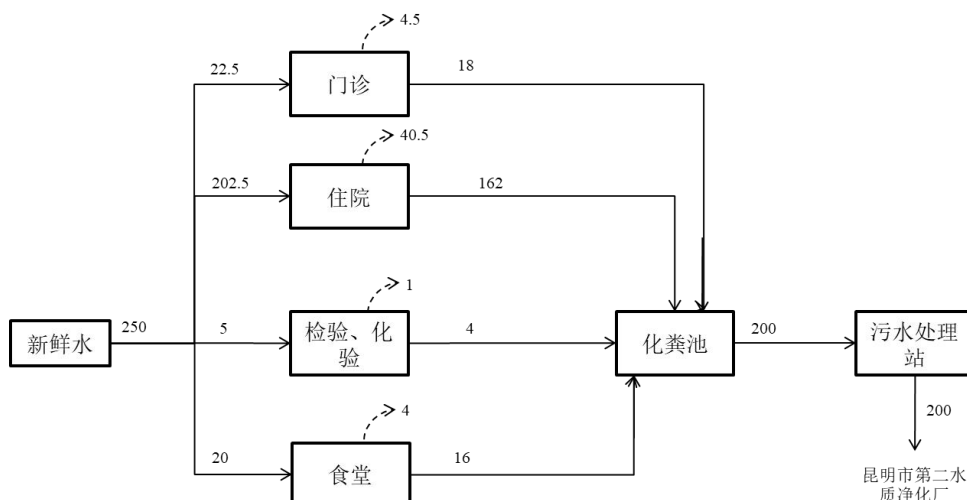 4.5
22.5
门诊
18
40.5
202.5
住院
162
1
新鲜水
250
5
检验、化
验
4
化粪池
200
污水处理
站
4
200
20
食堂
16
昆明市第二水
质净化厂